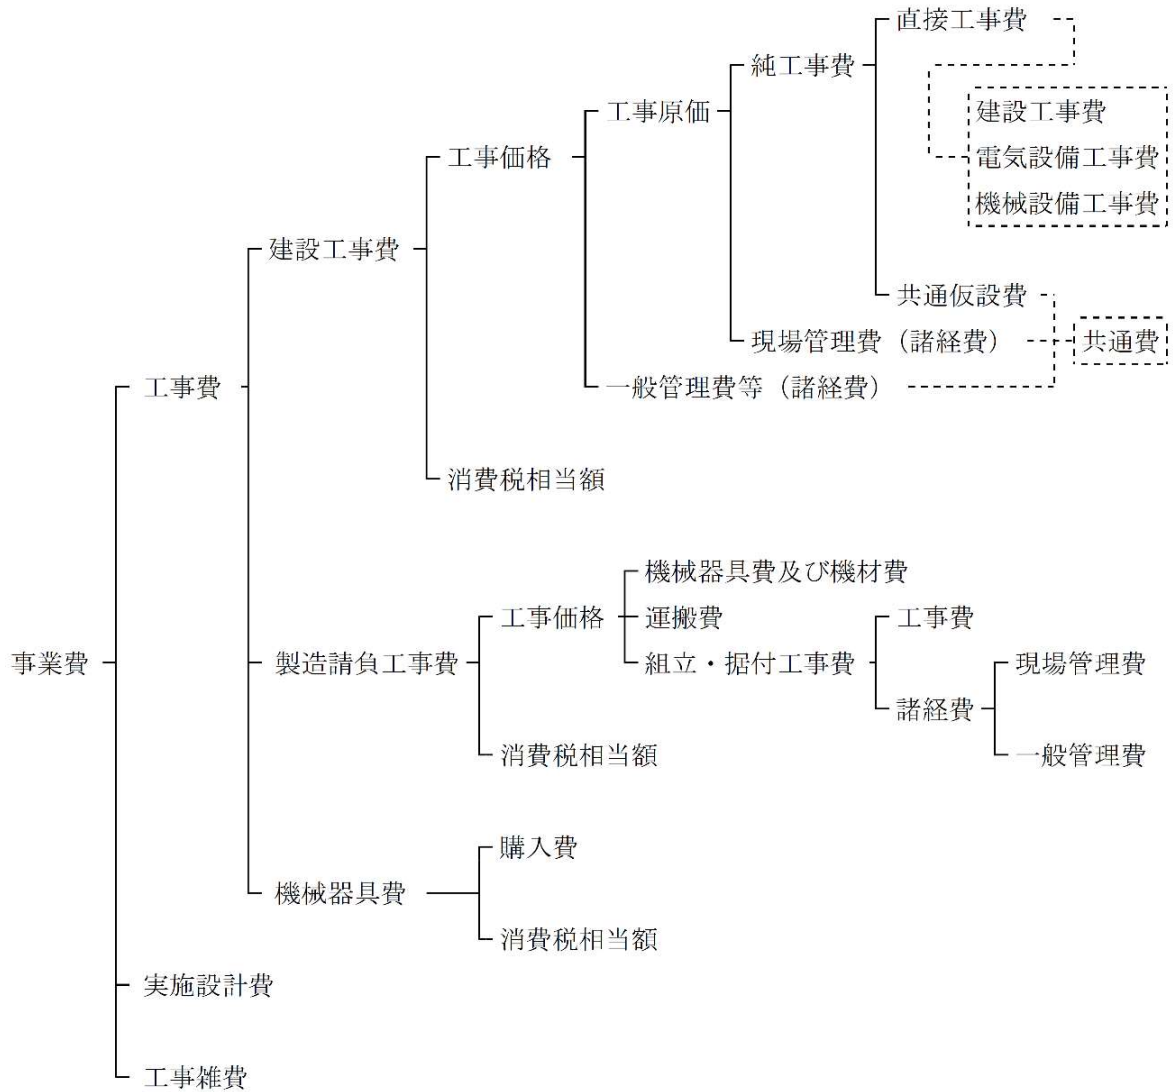 直接工事費
純工事費
工事原価
建設工事費
工事価格
電気設備工事費
機械設備工事費
建設工事費
共通仮設費
現場管理費（諸経費）
共通費
工事費
一般管理費等（諸経費）
消費税相当額
機械器具費及び機材費
工事価格
運搬費
工事費
事業費
製造請負工事費
組立・据付工事費
現場管理費
諸経費
消費税相当額
一般管理費
購入費
機械器具費
消費税相当額
実施設計費
工事雑費